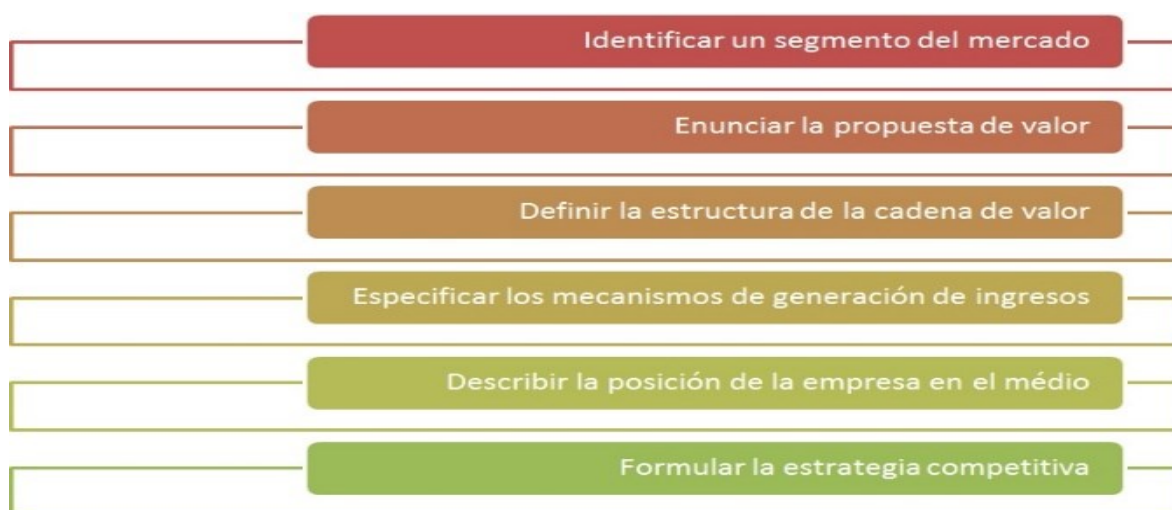 Identificar un segmento del mercado
Enunciar la propuesta de valor
Definir la estructura de la cadena de valor
Especificar los mecanismos de generación de ingresos
Describir la posición de la empresa en el médio
Formular la estrategia competitiva